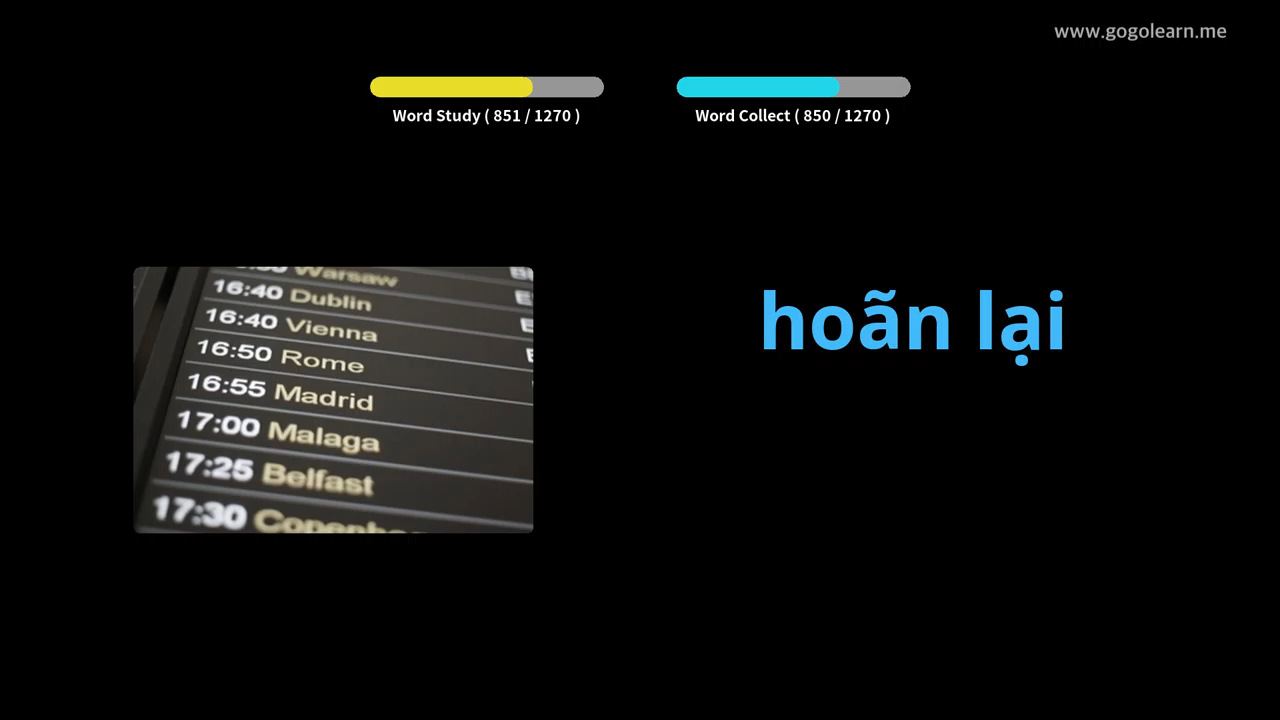 www.gogolearn.me
Word Study ( 851 / 1270 )
Word Collect ( 850 / 1270 )
Warsaw
16:40 Dublin
16:40 Vienna
16:50 Rome
16:55 Madrid
17:00 Malaga
17:25 Belfast
17:30
hoãn lại